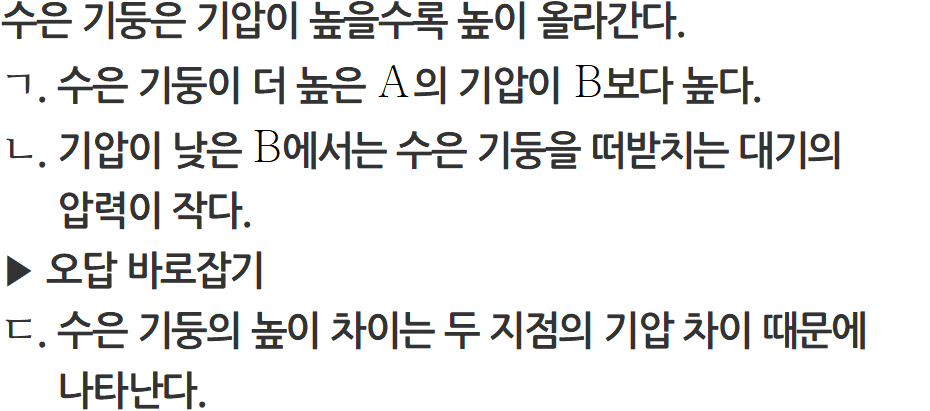 수은 기둥은 기압이 높을수록 높이 올라간다.
ㄱ. 수은 기둥이 더 높은 A의 기압이 B보다 높다.
ㄴ. 기압이 낮은 B에서는 수은 기둥을 떠받치는 대기의
압력이 작다.
▶ 오답 바로잡기
ㄷ. 수은 기둥의 높이 차이는 두 지점의 기압 차이 때문에
나타난다.